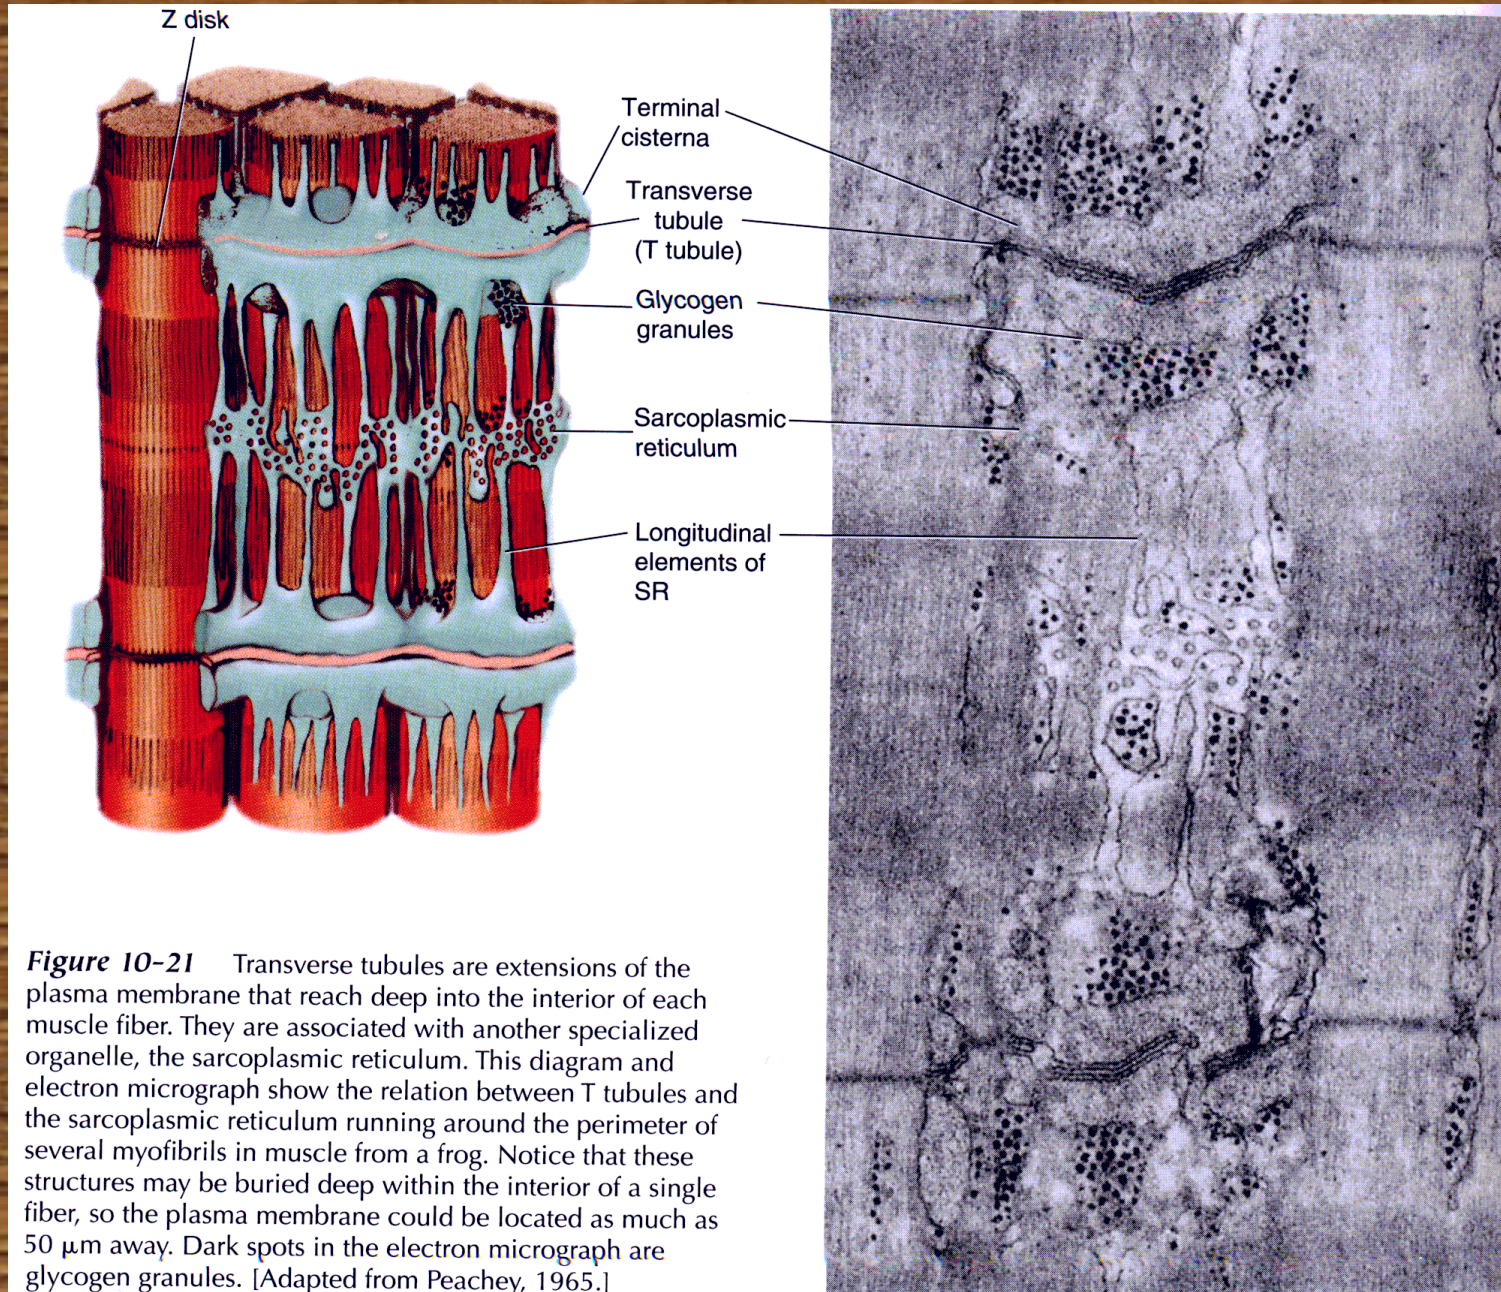 Z disk
Terminal
cisterna
Transverse
tubule
(T tubule)
Glycogen
granules
Sarcoplasmic
reticulum
Longitudinal
elements of
SR
Figure 10-21 Transverse tubules are extensions of the
plasma membrane that reach deep into the interior of each
muscle fiber. They are associated with another specialized
organelle, the sarcoplasmic reticulum. This diagram and
electron micrograph show the relation between T tubules and
the sarcoplasmic reticulum running around the perimeter of
several myofibrils in muscle from a frog. Notice that these
structures may be buried deep within the interior of a single
fiber, so the plasma membrane could be located as much as
50 μm away. Dark spots in the electron micrograph are
glycogen granules. [Adapted from Peachey, 1965.]